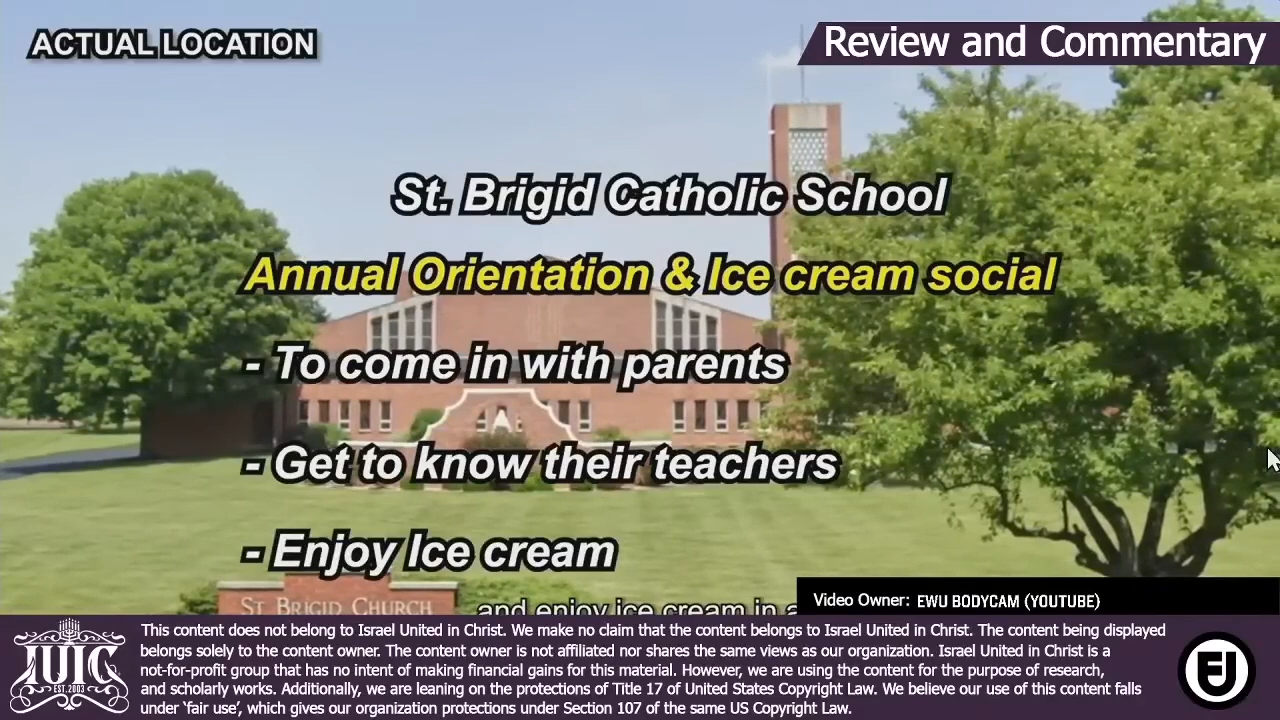 ACTUAL LOCATION
Review and Commentary
St. Brigid Catholic School
Annual Orientation & Ice cream social
- To come in with parents
- Get to know their teachers
- Enjoy Ice cream
ST. BRIGID CHURCH
and enjoy ice cream in a
Video Owner: EWU BODYCAM (YOUTUBE)
This content does not belong to Israel United in Christ. We make no claim that the content belongs to Israel United in Christ. The content being displayed
belongs solely to the content owner. The content owner is not affiliated nor shares the same views as our organization. Israel United in Christ is a
not-for-profit group that has no intent of making financial gains for this material. However, we are using the content for the purpose of research,
and scholarly works. Additionally, we are leaning on the protections of Title 17 of United States Copyright Law. We believe our use of this content falls
under ‘fair use’, which gives our organization protections under Section 107 of the same US Copyright Law.
IUIC
EST. 2003